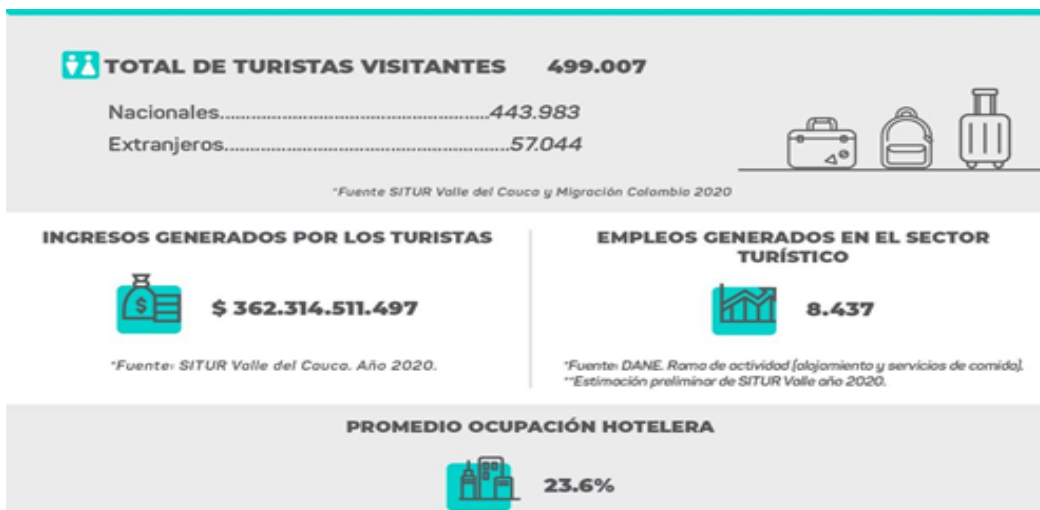 TOTAL DE TURISTAS VISITANTES 499.007
Nacionales......................................................443.983
Extranjeros.........................................................57.044
*Fuente SITUR Valle del Cauca y Migración Colombia 2020
INGRESOS GENERADOS POR LOS TURISTAS
$ 362.314.511.497
*Fuente: SITUR Valle del Cauca. Año 2020.
EMPLEOS GENERADOS EN EL SECTOR
TURÍSTICO
8.437
*Fuente: DANE. Rama de actividad (alojamiento y servicios de comida).
**Estimación preliminar de SITUR Valle año 2020.
PROMEDIO OCUPACIÓN HOTELERA
23.6%